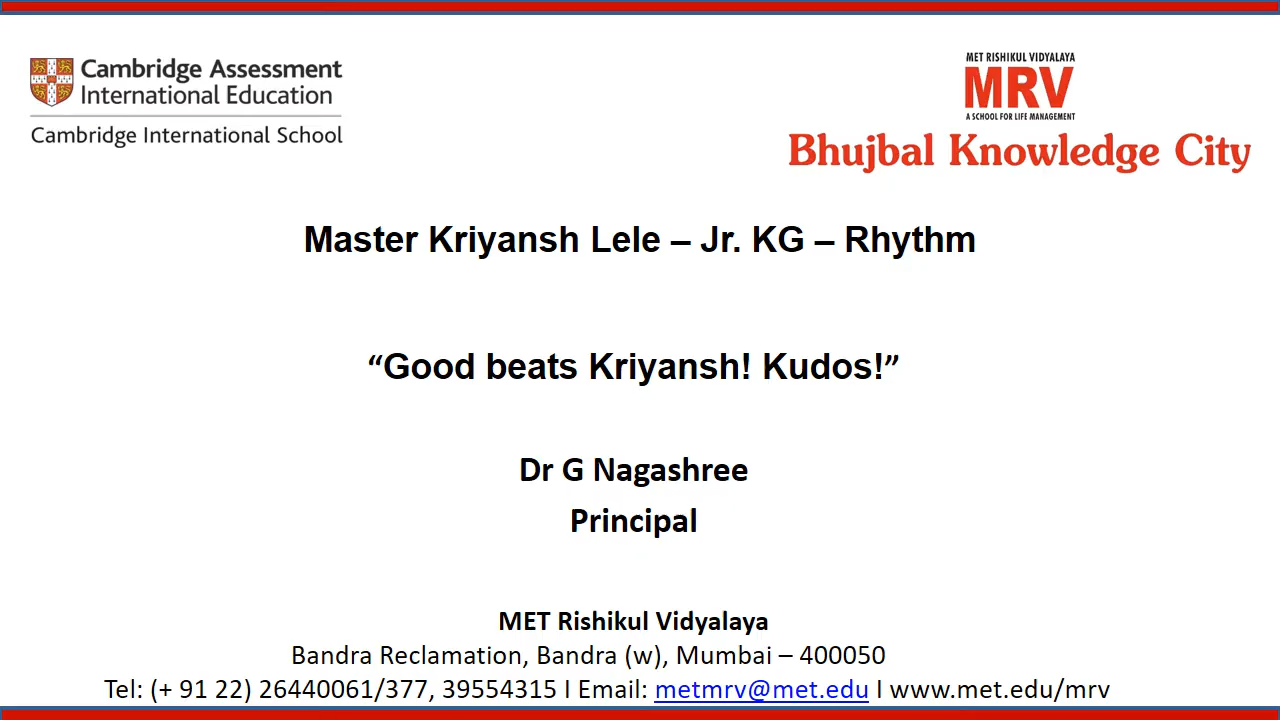 Cambridge Assessment
International Education
Cambridge International School
MET RISHIKUL VIDYALAYA
MRV
A SCHOOL FOR LIFE MANAGEMENT
Bhujbal Knowledge City
Master Kriyansh Lele – Jr. KG – Rhythm
“Good beats Kriyansh! Kudos!”
Dr G Nagashree
Principal
MET Rishikul Vidyalaya
Bandra Reclamation, Bandra (w), Mumbai – 400050
Tel: (+ 91 22) 26440061/377, 39554315 I Email: metmrv@met.edu I www.met.edu/mrv